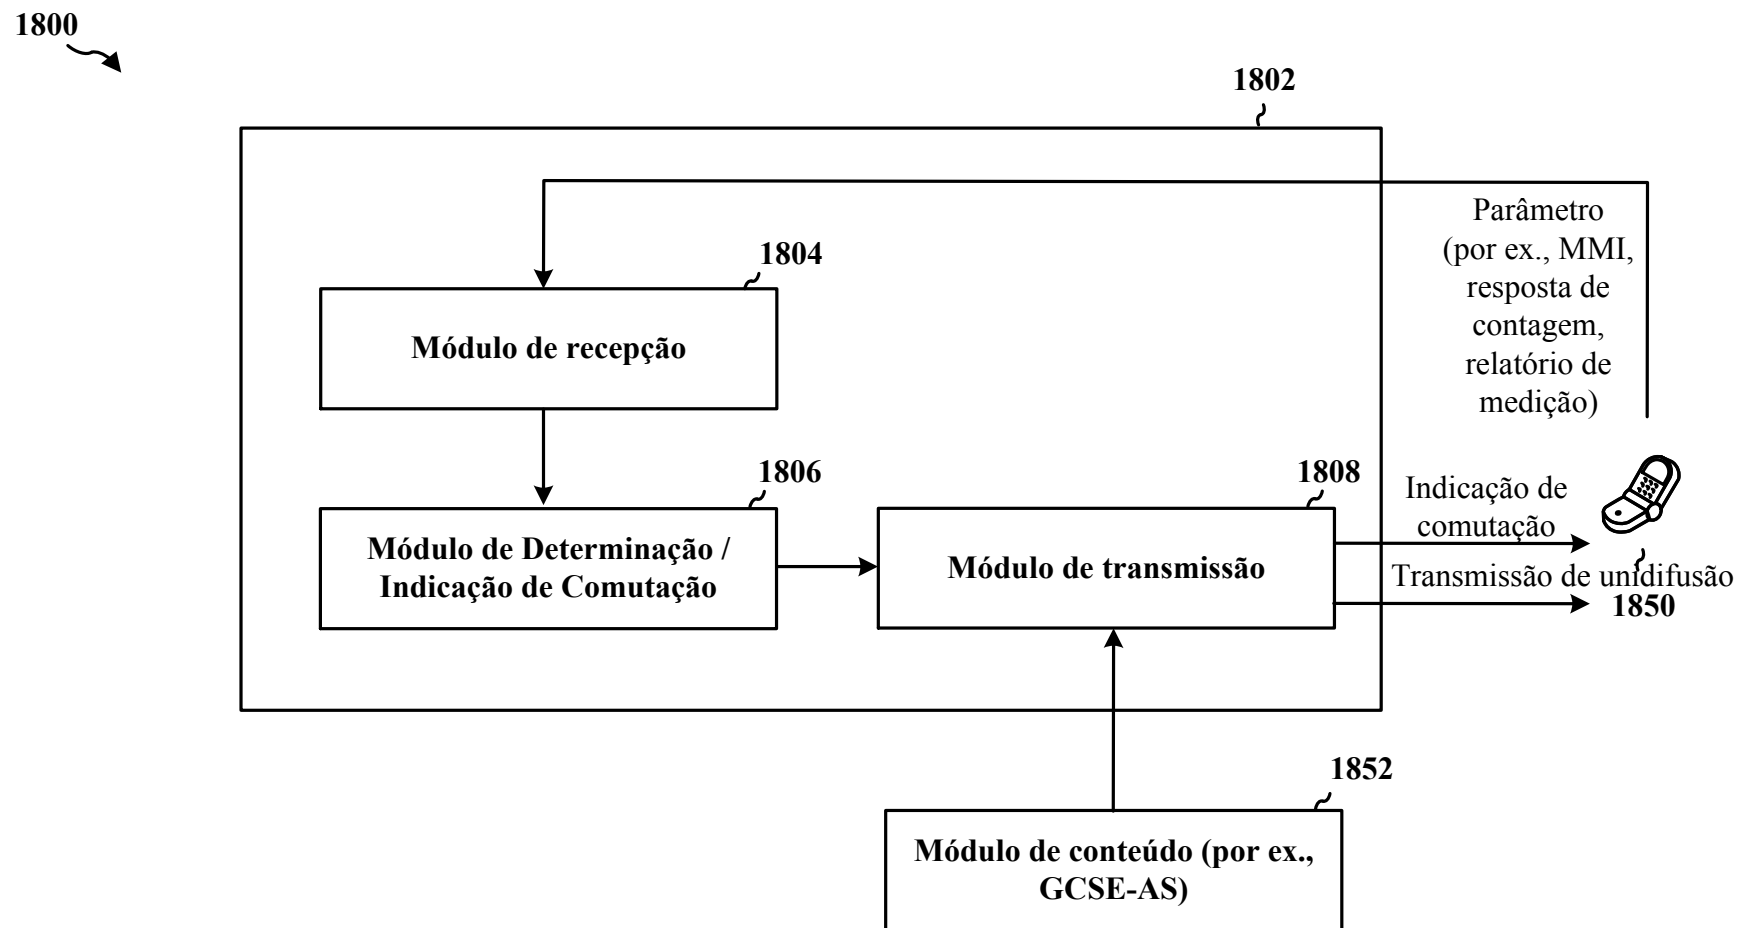 1800
1802
Parâmetro
(por ex., MMI,
resposta de
contagem,
relatório de
medição)
1804
Módulo de recepção
1806
Módulo de Determinação /
Indicação de Comutação
1808
Módulo de transmissão
Indicação de
comutação
Transmissão de unidifusão
1850
1852
Módulo de conteúdo (por ex.,
GCSE-AS)